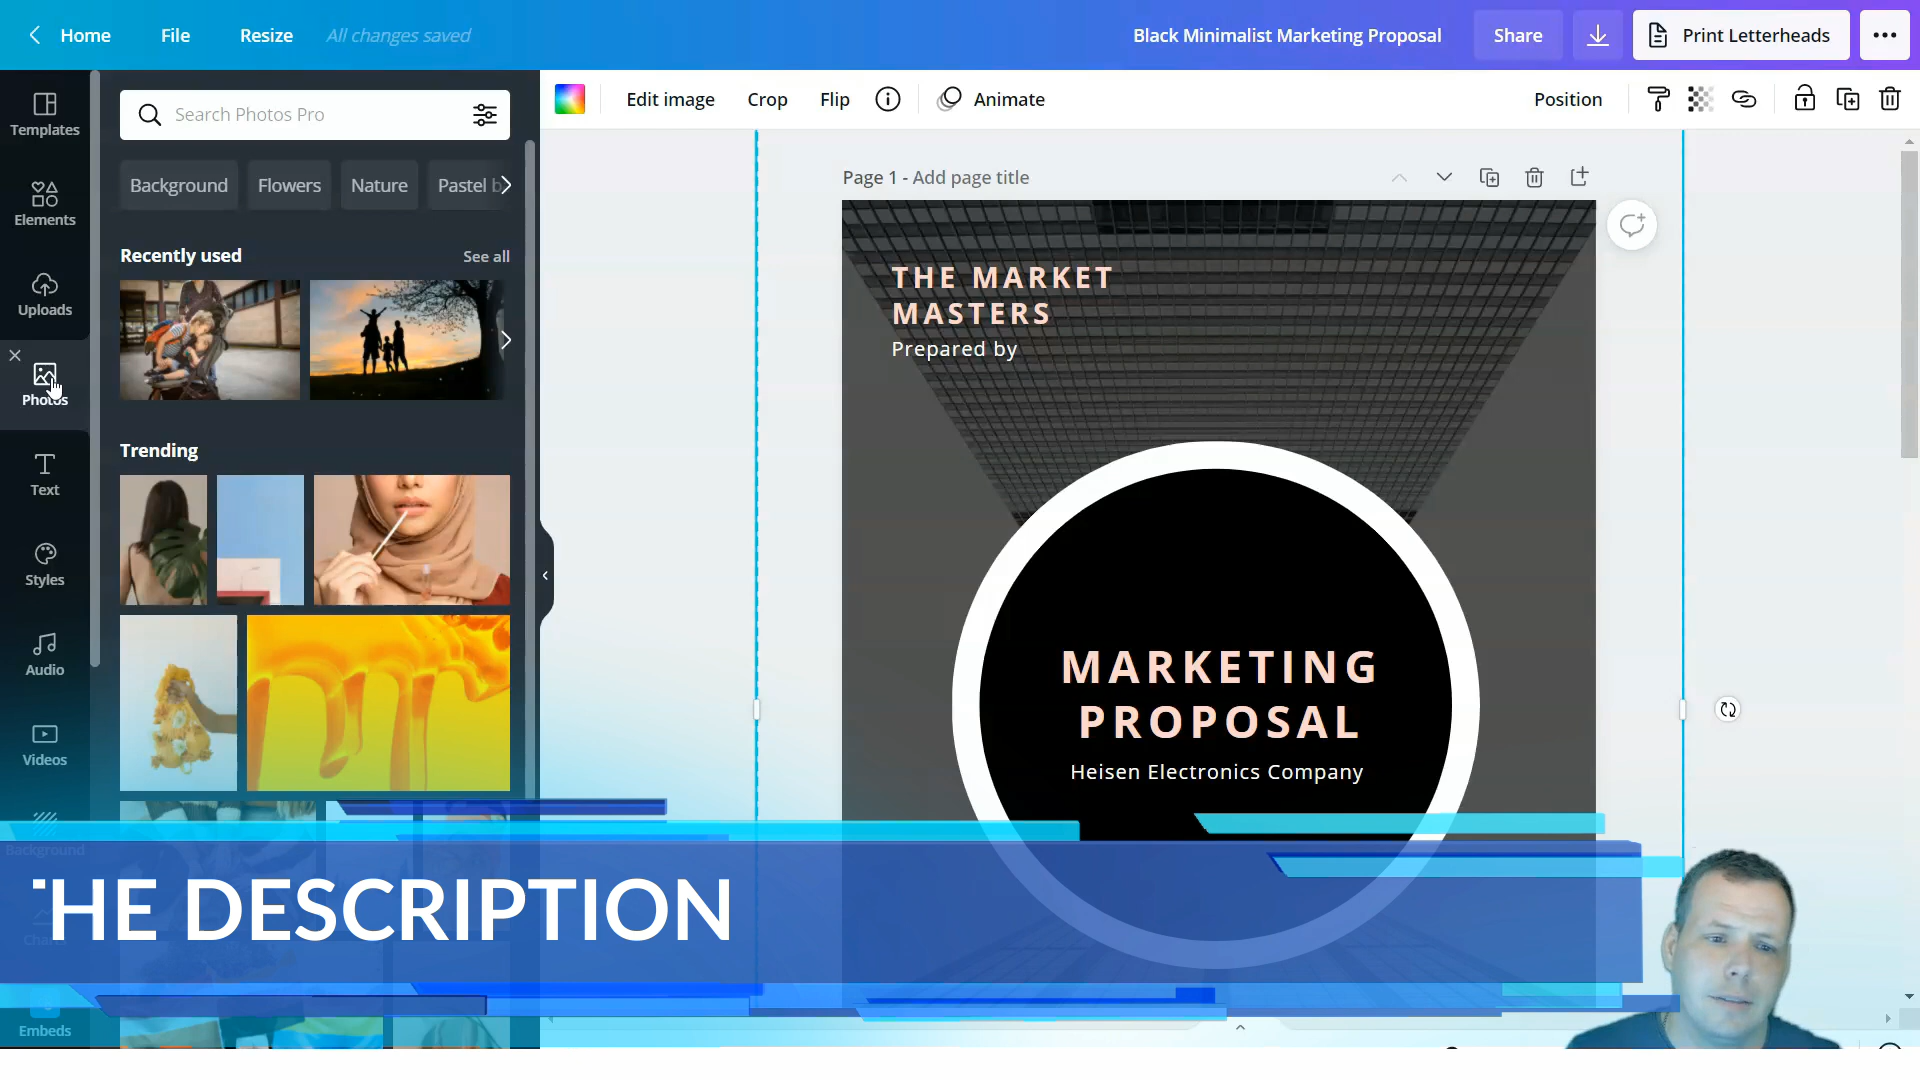 Home File Resize All changes saved Black Minimalist Marketing Proposal Share Print Letterheads
Templates
Elements
Uploads
Photos
Text
Styles
Audio
Videos
Background
Embeds
Search Photos Pro
Background Flowers Nature Pastel b
Recently used See all
Trending
Edit image Crop Flip Animate Position
Page 1 - Add page title
THE MARKET
MASTERS
Prepared by
MARKETING
PROPOSAL
Heisen Electronics Company
THE DESCRIPTION